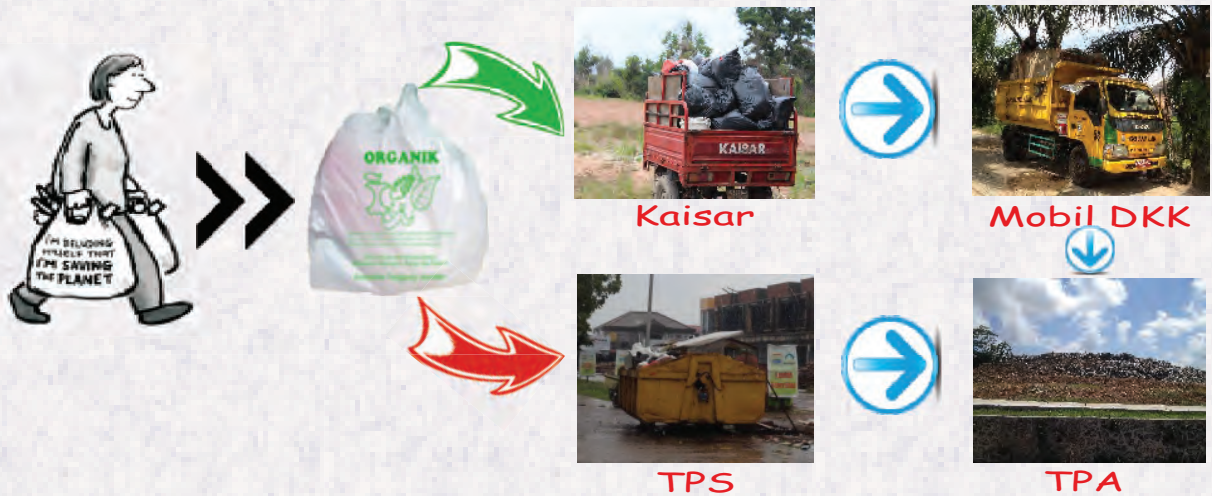 I'M DELUDING
MYSELF THAT
I'M SAVING
THE PLANET
ORGANIK
KAISAR
Kaisar
Mobil DKK
TPS
TPA